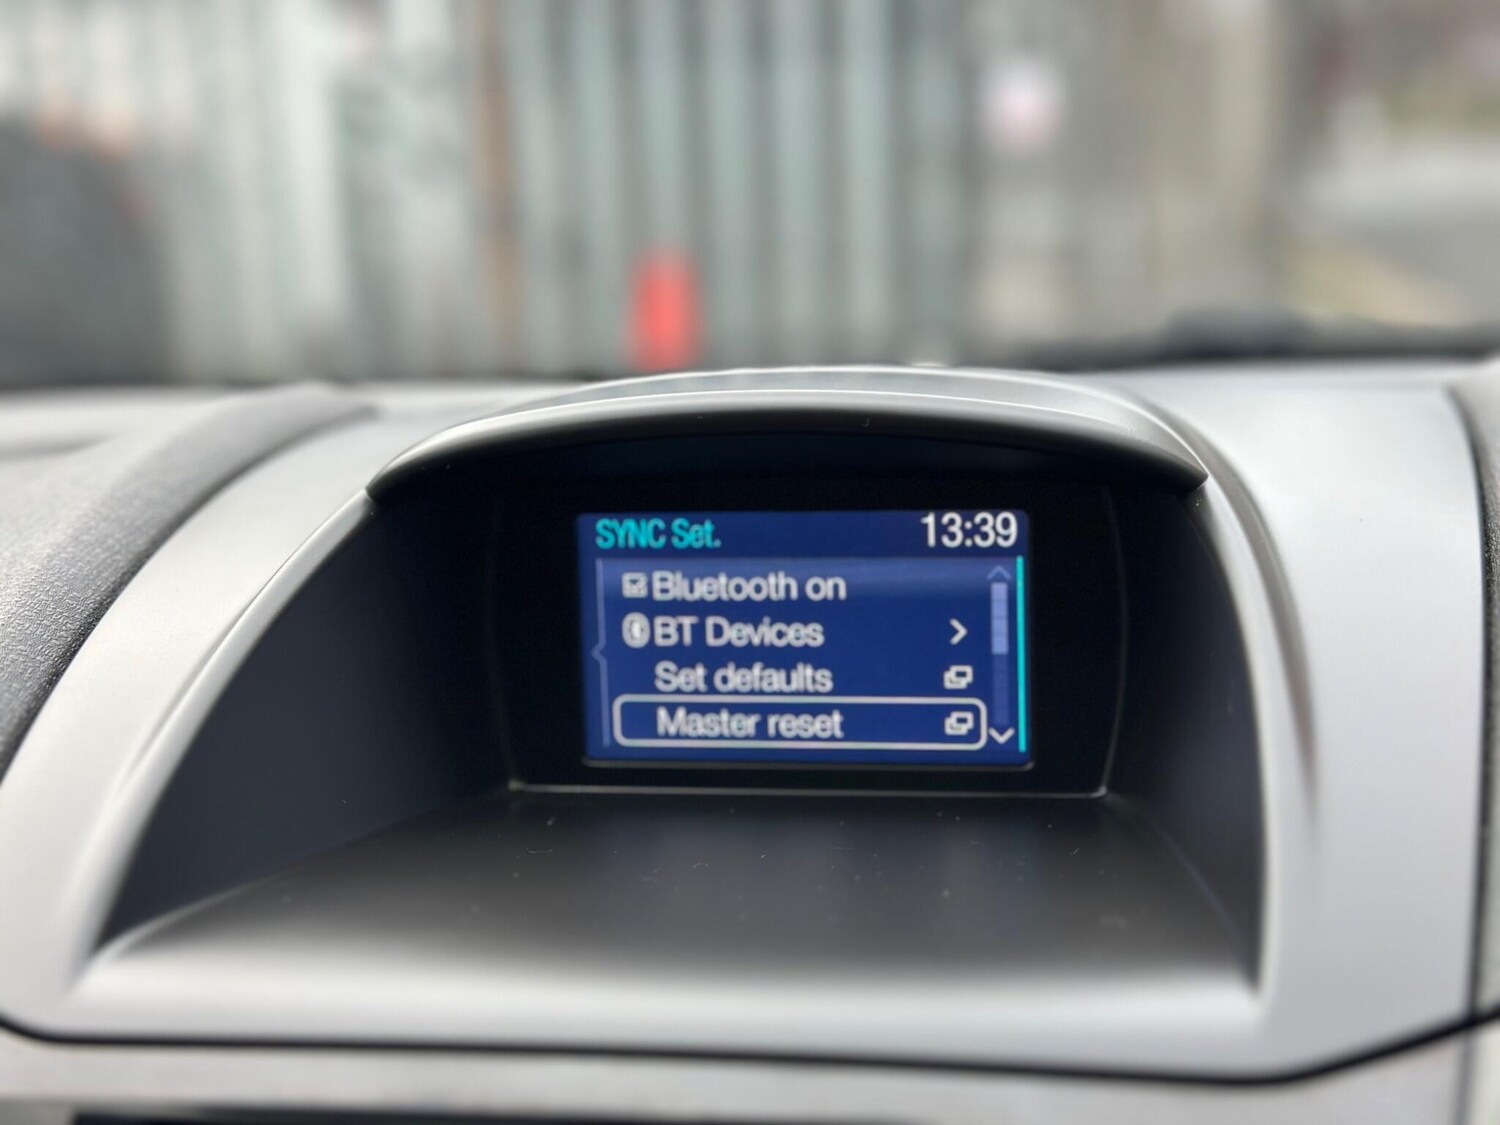 SYNC Set. 13:39
Bluetooth on
BT Devices
Set defaults
Master reset